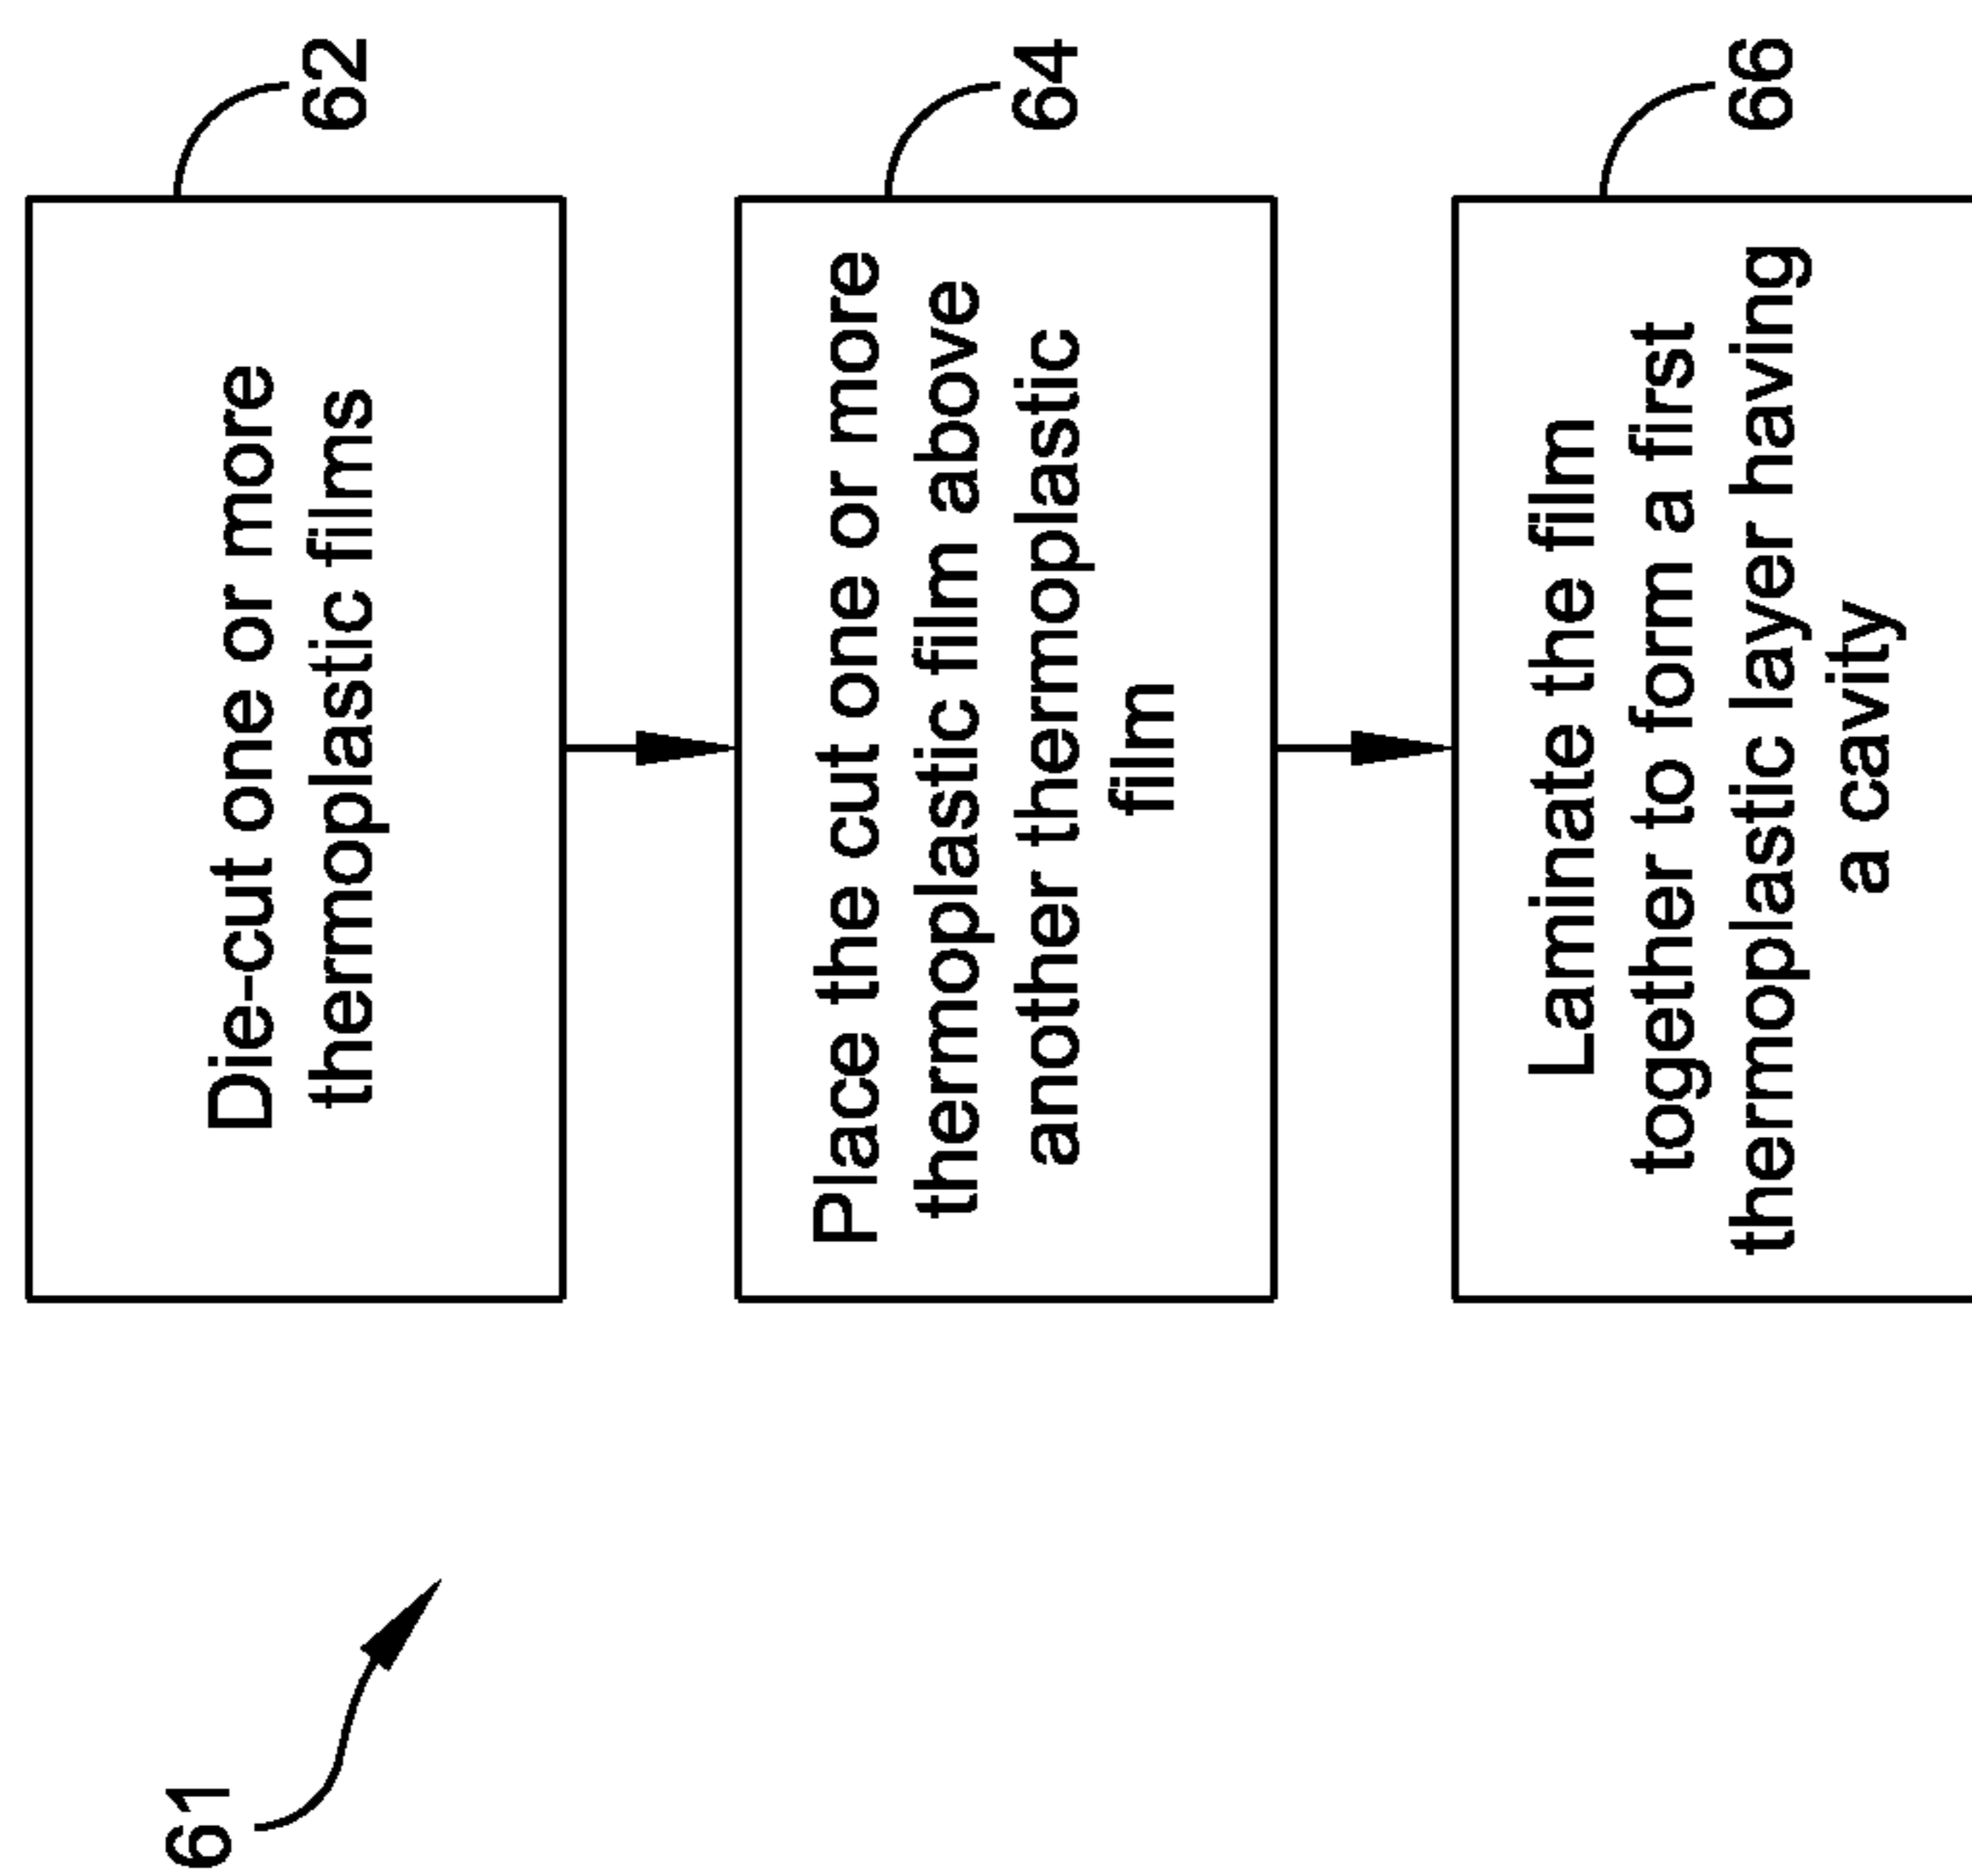 61
62
Die-cut one or more
thermoplastic films
64
Place the cut one or more
thermoplastic film above
another thermoplastic
film
66
Laminate the film
together to form a first
thermoplastic layer having
a cavity